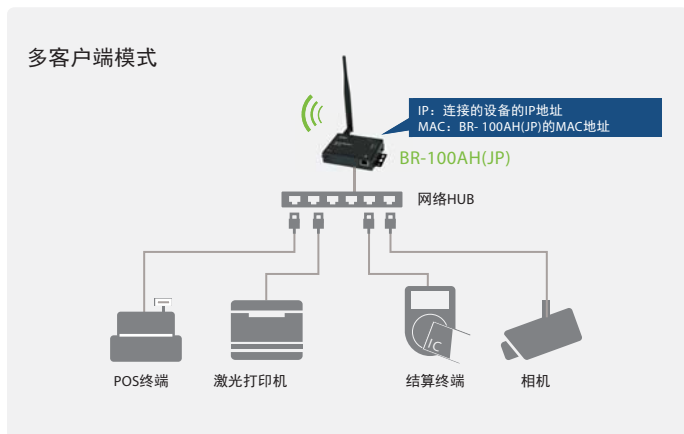 多客户端模式
IP：连接的设备的IP地址
MAC：BR- 100AH(JP)的MAC地址
BR-100AH(JP)
网络HUB
IC
POS终端
激光打印机
结算终端
相机